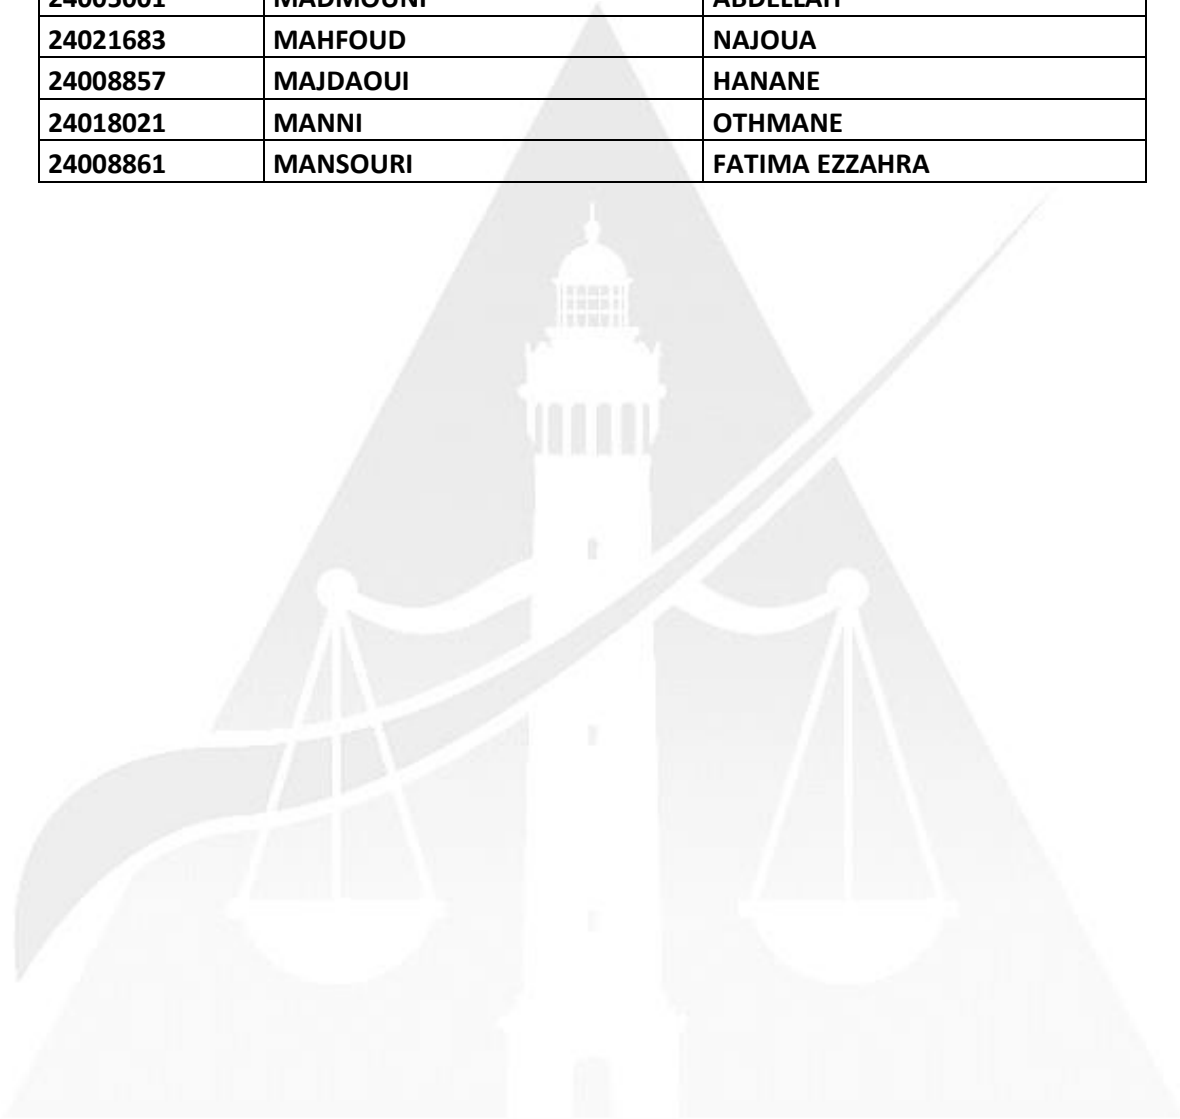 24021683 MAHFOUD NAJOUA
24008857 MAJDAOUI HANANE
24018021 MANNI OTHMANE
24008861 MANSOURI FATIMA EZZAHRA